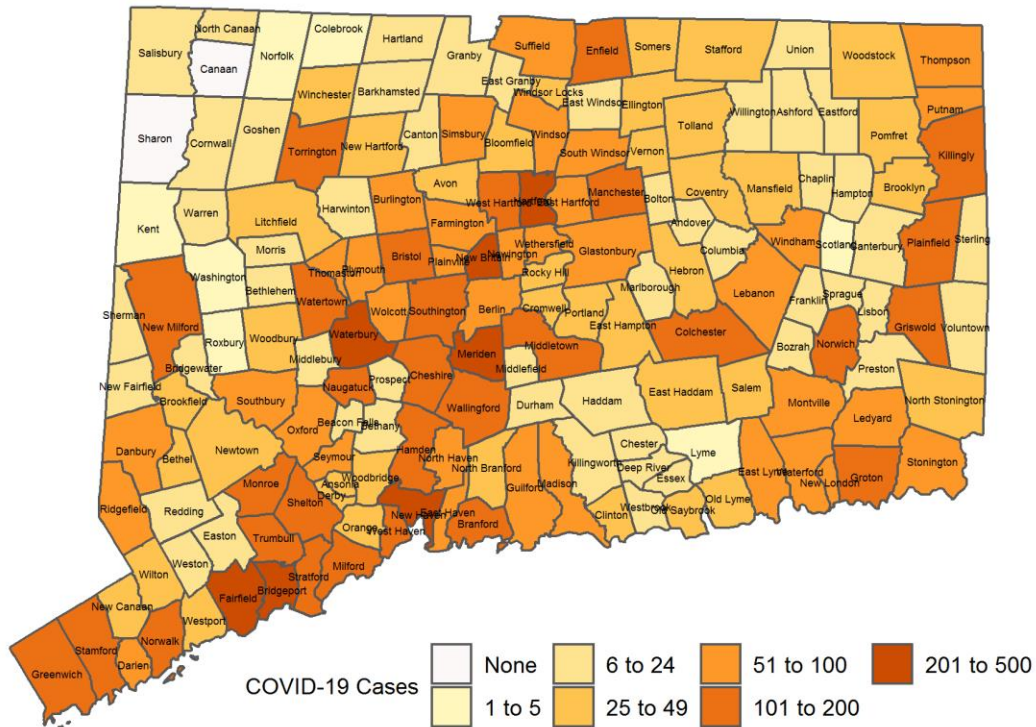 North Canaan Colebrook Hartland
Salisbury Norfolk Granby Suffield Enfield Somers Stafford Union Woodstock Thompson
Canaan East Granby
Winchester Barkhamsted Windsor Locks East Windsor Ellington Willington Ashford Eastford Putnam
Sharon Cornwall Goshen Torrington New Hartford Canton Simsbury Bloomfield Windsor South Windsor Vernon Tolland Pomfret Killingly
Avon West Hartford Hartford East Hartford Manchester Bolton Coventry Mansfield Chaplin Hampton Brooklyn
Kent Warren Litchfield Harwinton Burlington Farmington Andover
Morris Wethersfield Glastonbury Columbia Windham Scotland Canterbury Plainfield Sterling
Washington Bethlehem Thomaston Plymouth Bristol Plainville New Britain Newington Rocky Hill Marlborough Hebron Lebanon Franklin Sprague Lisbon
Sherman New Milford Watertown Wolcott Southington Berlin Cromwell Portland East Hampton Colchester Griswold Voluntown
Roxbury Woodbury Waterbury Meriden Middletown Bozrah Norwich
Bridgewater Middlebury Middlefield Preston
New Fairfield Brookfield Southbury Naugatuck Prospect Cheshire Wallingford Durham Haddam East Haddam Salem Montville Ledyard North Stonington
Danbury Bethel Newtown Oxford Beacon Falls Bethany Hamden
Seymour Woodbridge North Haven North Branford Killingworth Chester Lyme
Ridgefield Redding Monroe Shelton Ansonia Derby Guilford Madison Deep River Essex East Lyme Waterford New London Groton Stonington
Easton Trumbull Orange New Haven East Haven West Haven Branford Clinton Westbrook Old Saybrook Old Lyme
Wilton Weston Stratford Milford
New Canaan Westport Fairfield Bridgeport
Greenwich Stamford Darien Norwalk
COVID-19 Cases
None 6 to 24 51 to 100 201 to 500
1 to 5 25 to 49 101 to 200